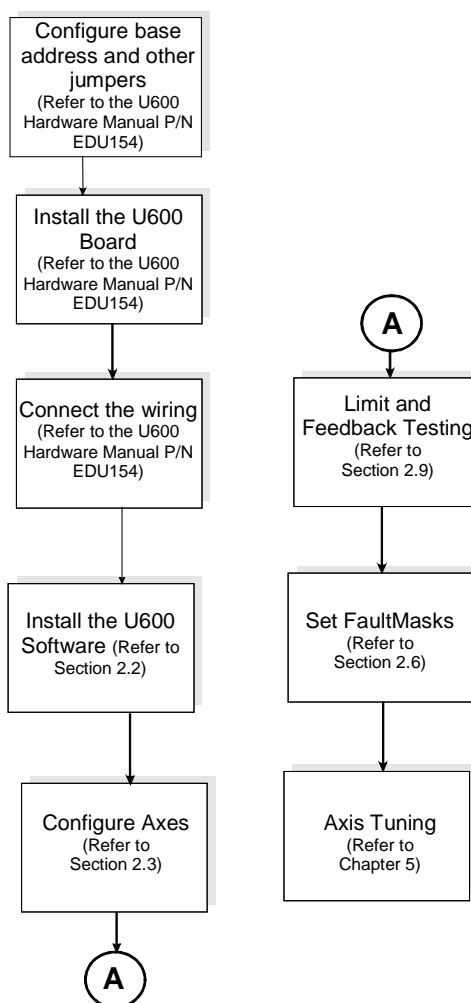 Configure base
address and other
jumpers
(Refer to the U600
Hardware Manual P/N
EDU154)
Install the U600
Board
(Refer to the U600
Hardware Manual P/N
EDU154)
Connect the wiring
(Refer to the U600
Hardware Manual P/N
EDU154)
Install the U600
Software (Refer to
Section 2.2)
Configure Axes
(Refer to
Section 2.3)
A
A
Limit and
Feedback Testing
(Refer to
Section 2.9)
Set FaultMasks
(Refer to
Section 2.6)
Axis Tuning
(Refer to
Chapter 5)